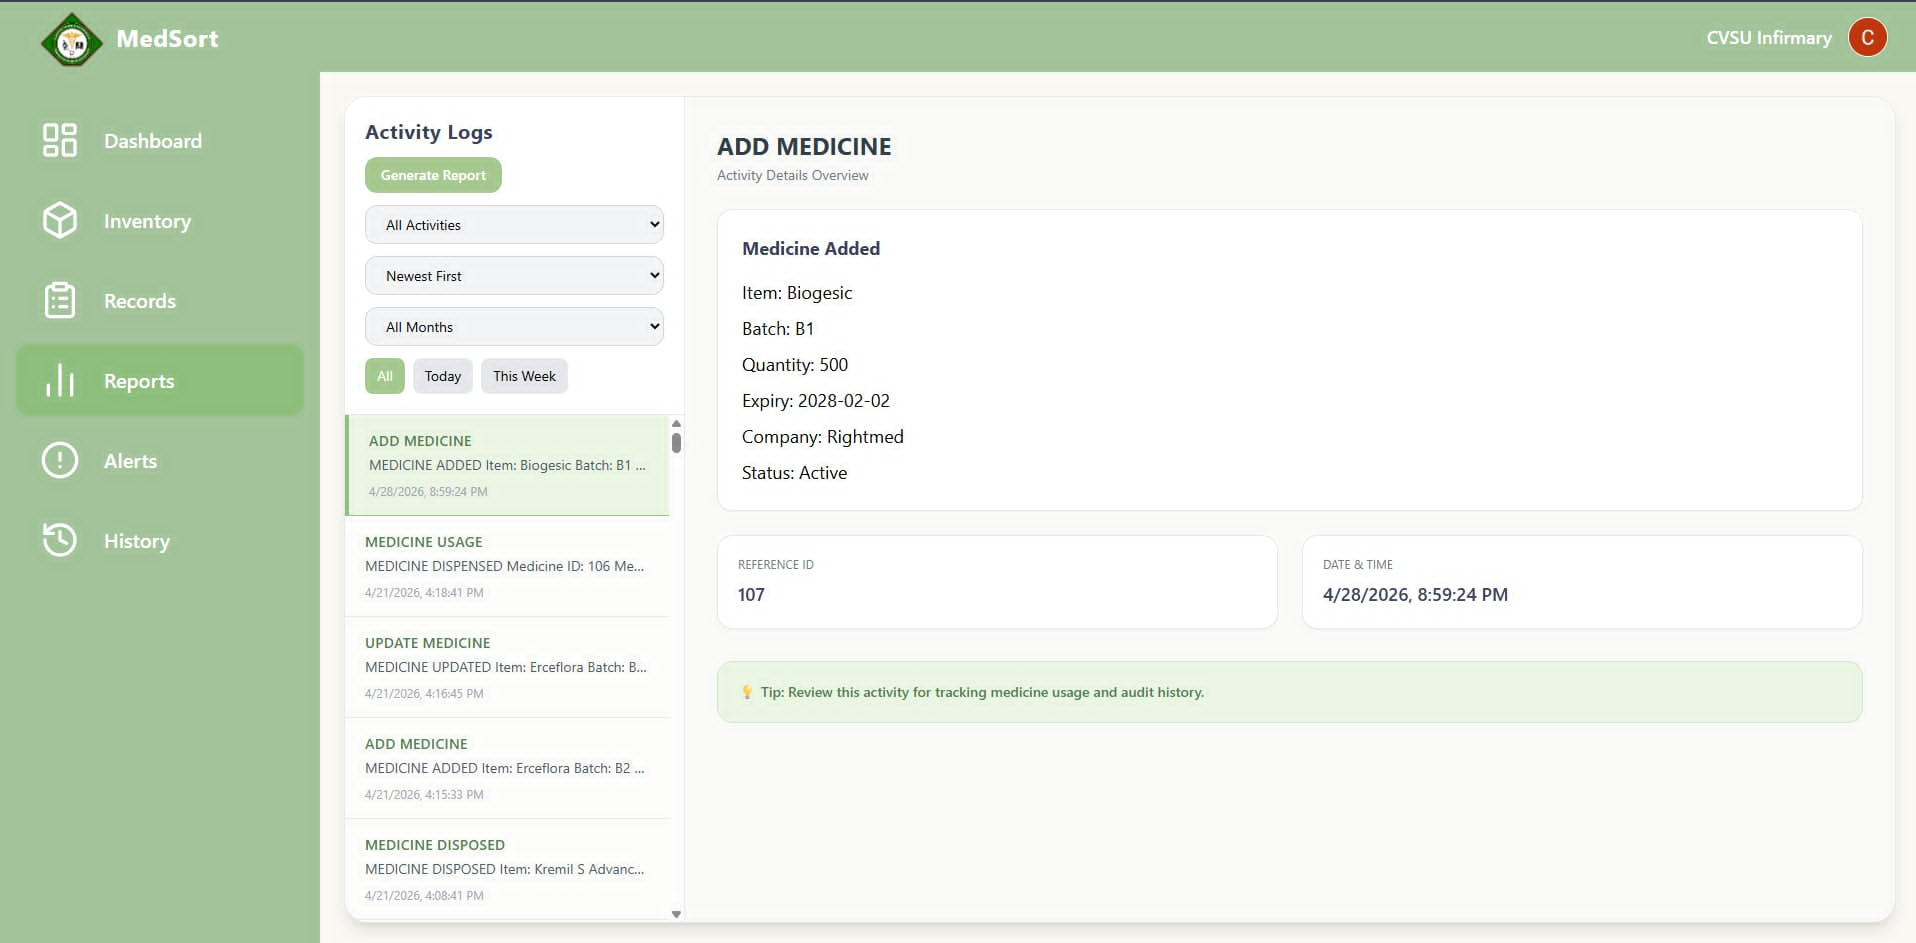 MedSort
CVSU Infirmary
C
Dashboard
Inventory
Records
Reports
Alerts
History
Activity Logs
Generate Report
All Activities
Newest First
All Months
All Today This Week
ADD MEDICINE
MEDICINE ADDED Item: Biogesic Batch: B1 ...
4/28/2026, 8:59:24 PM
MEDICINE USAGE
MEDICINE DISPENSED Medicine ID: 106 Me...
4/21/2026, 4:18:41 PM
UPDATE MEDICINE
MEDICINE UPDATED Item: Erceflora Batch: B...
4/21/2026, 4:16:45 PM
ADD MEDICINE
MEDICINE ADDED Item: Erceflora Batch: B2 ...
4/21/2026, 4:15:33 PM
MEDICINE DISPOSED
MEDICINE DISPOSED Item: Kremil S Advanc...
4/21/2026, 4:08:41 PM
ADD MEDICINE
Activity Details Overview
Medicine Added
Item: Biogesic
Batch: B1
Quantity: 500
Expiry: 2028-02-02
Company: Rightmed
Status: Active
REFERENCE ID
107
DATE & TIME
4/28/2026, 8:59:24 PM
💡 Tip: Review this activity for tracking medicine usage and audit history.